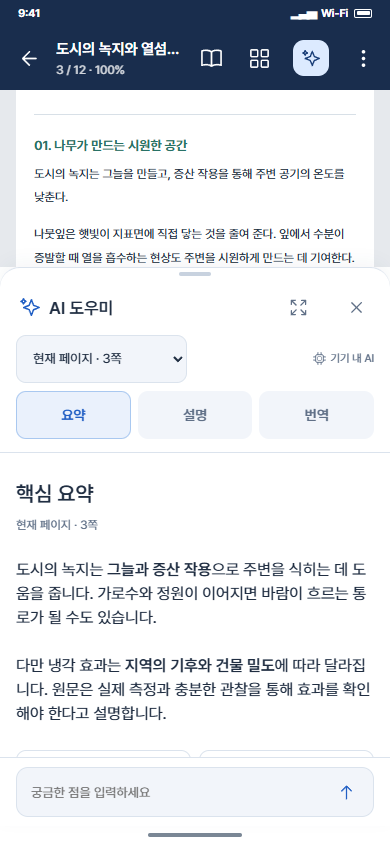 9:41
Wi-Fi
도시의 녹지와 열섬...
3 / 12 · 100%
01. 나무가 만드는 시원한 공간
도시의 녹지는 그늘을 만들고, 증산 작용을 통해 주변 공기의 온도를
낮춘다.
나뭇잎은 햇빛이 지표면에 직접 닿는 것을 줄여 준다. 잎에서 수분이
증발할 때 열을 흡수하는 현상도 주변을 시원하게 만드는 데 기여한다.
AI 도우미
현재 페이지 · 3쪽
기기 내 AI
요약
설명
번역
핵심 요약
현재 페이지 · 3쪽
도시의 녹지는 그늘과 증산 작용으로 주변을 식히는 데 도
움을 줍니다. 가로수와 정원이 이어지면 바람이 흐르는 통
로가 될 수도 있습니다.
다만 냉각 효과는 지역의 기후와 건물 밀도에 따라 달라집
니다. 원문은 실제 측정과 충분한 관찰을 통해 효과를 확인
해야 한다고 설명합니다.
궁금한 점을 입력하세요